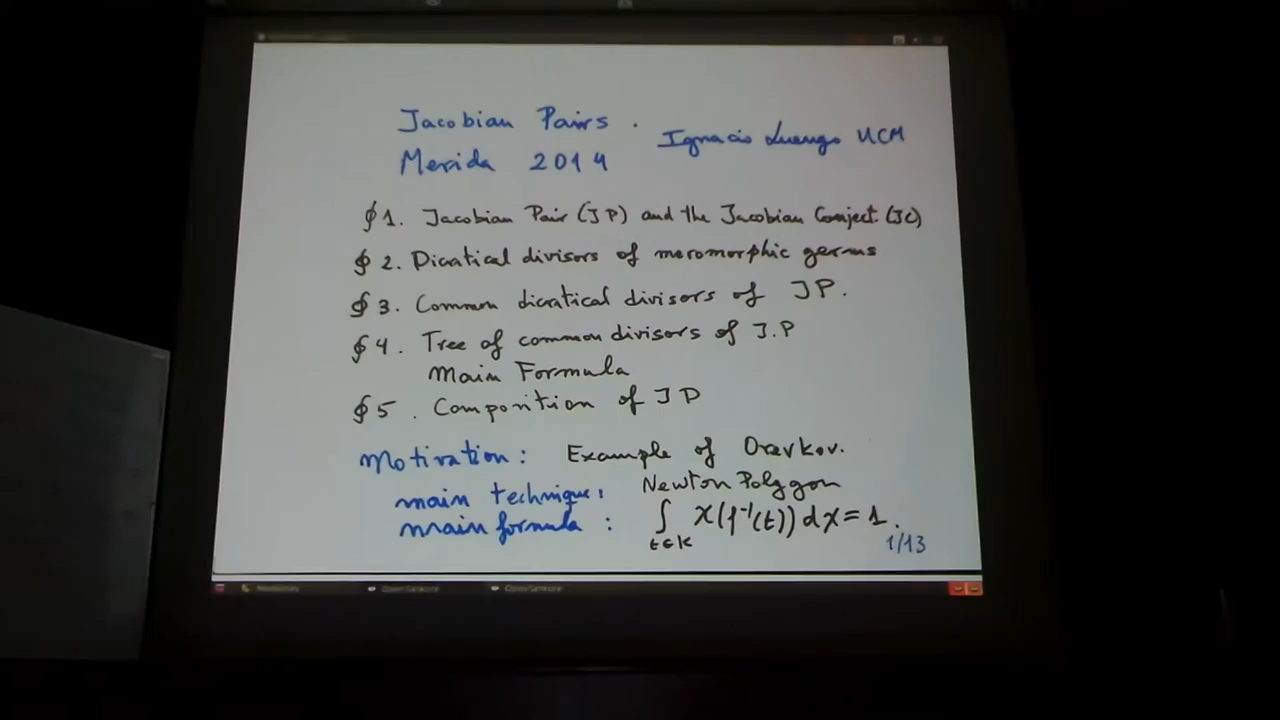 Jacobian Pairs.
Ignacio Luengo UCM
Merida 2014
§ 1. Jacobian Pair (JP) and the Jacobian Conject. (JC)
§ 2. Dicritical divisors of meromorphic germs
§ 3. Common dicritical divisors of JP.
§ 4. Tree of common divisors of J.P
Main Formula
§ 5. Composition of JP
Motivation: Example of Orevkov.
main technique: Newton Polygon
main formula: ∫ χ(f⁻¹(t)) dχ = 1.
t∈K
1/13